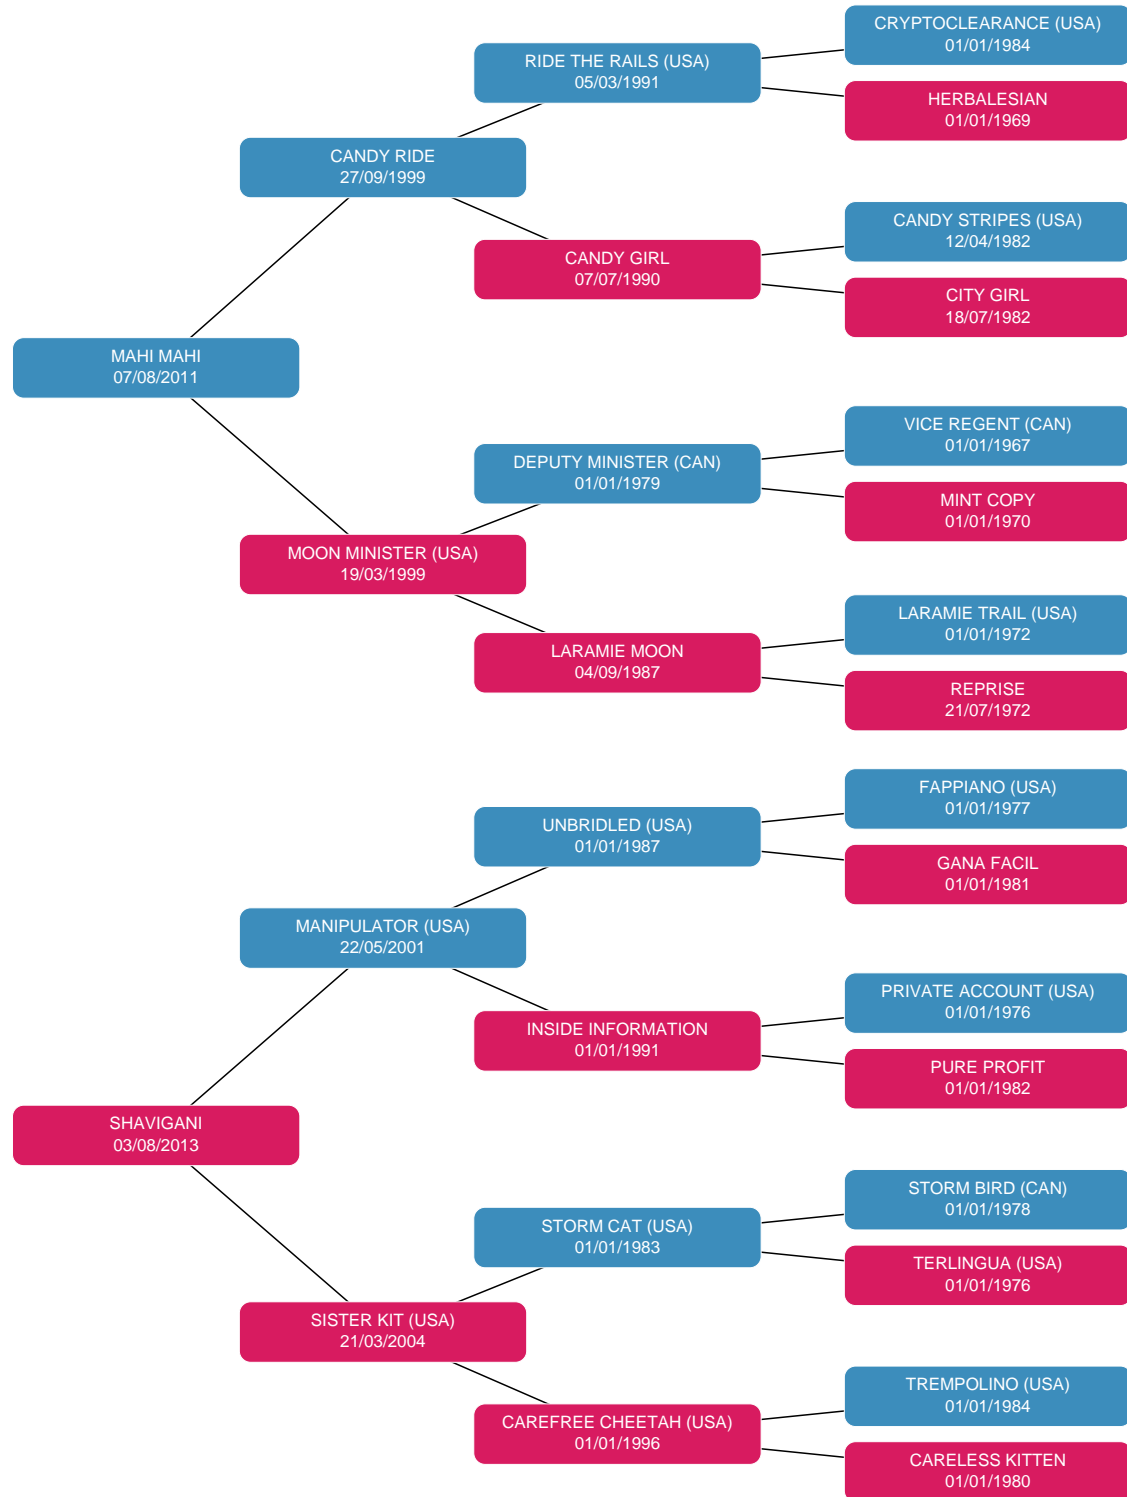 CRYPTOCLEARANCE (USA)
01/01/1984
RIDE THE RAILS (USA)
05/03/1991
HERBALESIAN
01/01/1969
CANDY RIDE
27/09/1999
CANDY STRIPES (USA)
12/04/1982
CANDY GIRL
07/07/1990
CITY GIRL
18/07/1982
MAHI MAHI
07/08/2011
VICE REGENT (CAN)
01/01/1967
DEPUTY MINISTER (CAN)
01/01/1979
MINT COPY
01/01/1970
MOON MINISTER (USA)
19/03/1999
LARAMIE TRAIL (USA)
01/01/1972
LARAMIE MOON
04/09/1987
REPRISE
21/07/1972
FAPPIANO (USA)
01/01/1977
UNBRIDLED (USA)
01/01/1987
GANA FACIL
01/01/1981
MANIPULATOR (USA)
22/05/2001
PRIVATE ACCOUNT (USA)
01/01/1976
INSIDE INFORMATION
01/01/1991
PURE PROFIT
01/01/1982
SHAVIGANI
03/08/2013
STORM BIRD (CAN)
01/01/1978
STORM CAT (USA)
01/01/1983
TERLINGUA (USA)
01/01/1976
SISTER KIT (USA)
21/03/2004
TREMPOLINO (USA)
01/01/1984
CAREFREE CHEETAH (USA)
01/01/1996
CARELESS KITTEN
01/01/1980